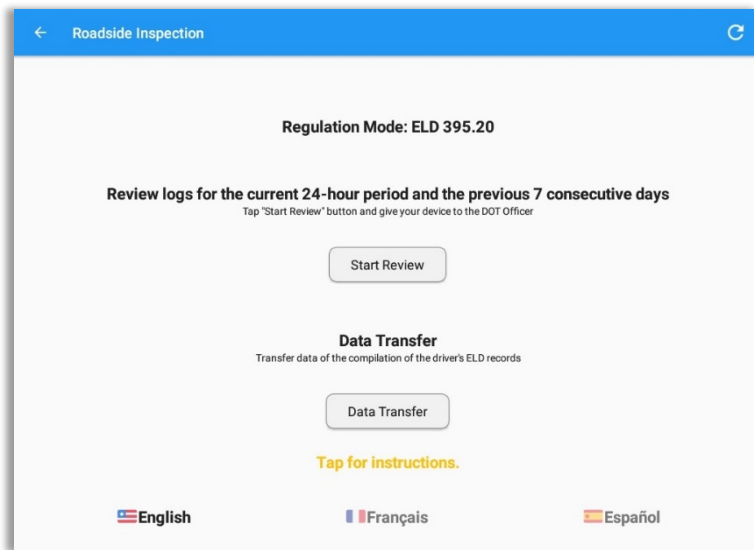 Roadside Inspection
Regulation Mode: ELD 395.20
Review logs for the current 24-hour period and the previous 7 consecutive days
Tap "Start Review" button and give your device to the DOT Officer
Start Review
Data Transfer
Transfer data of the compilation of the driver's ELD records
Data Transfer
Tap for instructions.
English Français Español